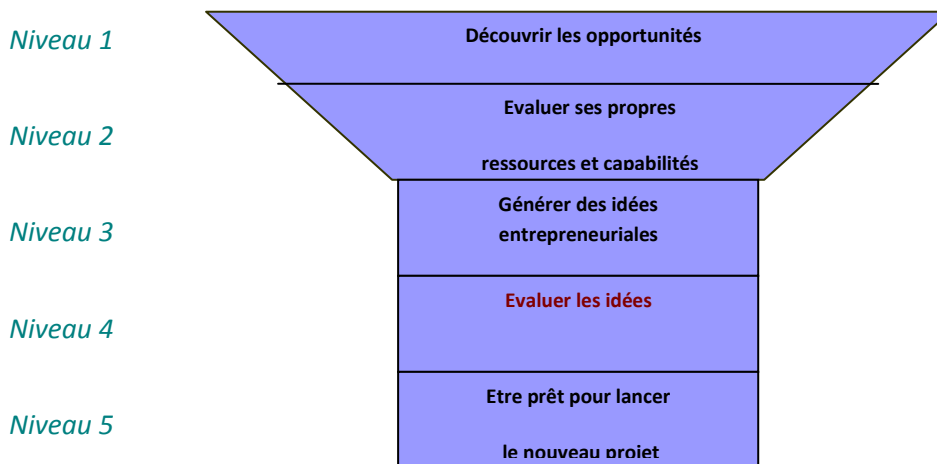 Niveau 1
Découvrir les opportunités
Niveau 2
Evaluer ses propres
ressources et capabilités
Niveau 3
Générer des idées
entrepreneuriales
Niveau 4
Evaluer les idées
Niveau 5
Etre prêt pour lancer
le nouveau projet